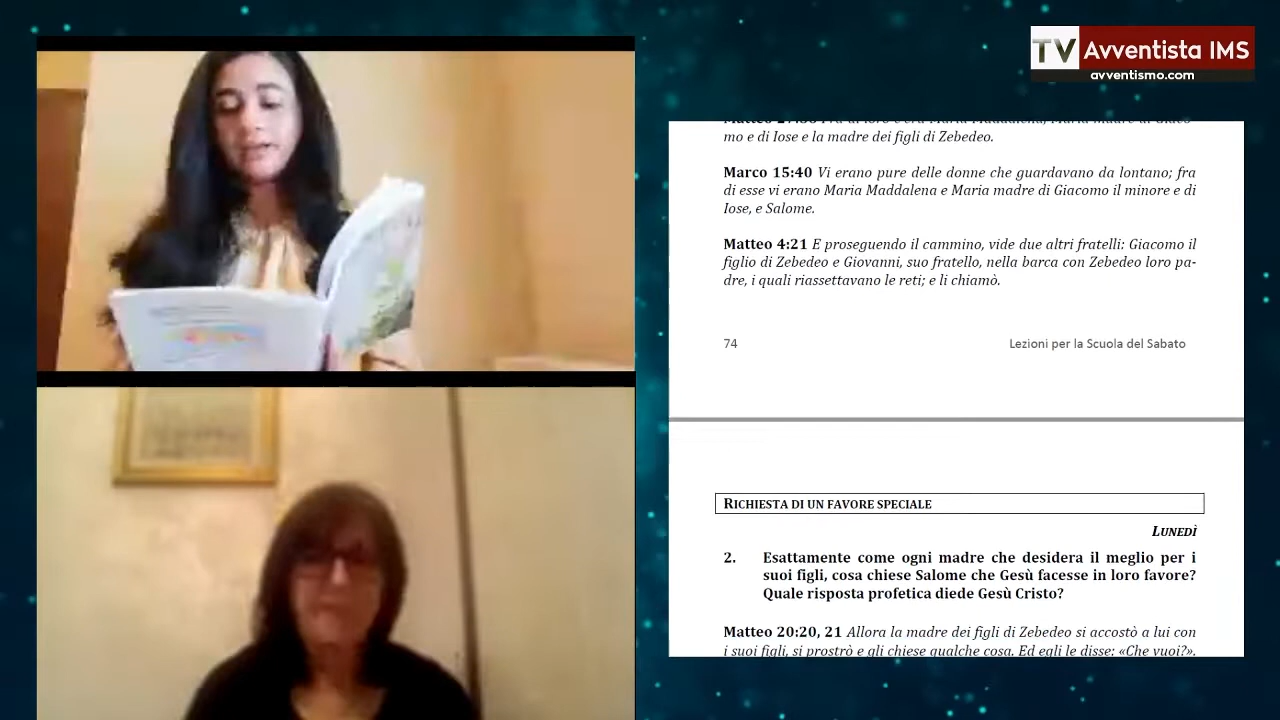 TV Avventista IMS
avventismo.com
mo e di Iose e la madre dei figli di Zebedeo.
Marco 15:40 Vi erano pure delle donne che guardavano da lontano; fra
di esse vi erano Maria Maddalena e Maria madre di Giacomo il minore e di
Iose, e Salome.
Matteo 4:21 E proseguendo il cammino, vide due altri fratelli: Giacomo il
figlio di Zebedeo e Giovanni, suo fratello, nella barca con Zebedeo loro pa-
dre, i quali riassettavano le reti; e li chiamò.
74 Lezioni per la Scuola del Sabato
RICHIESTA DI UN FAVORE SPECIALE
LUNEDÌ
2. Esattamente come ogni madre che desidera il meglio per i
suoi figli, cosa chiese Salome che Gesù facesse in loro favore?
Quale risposta profetica diede Gesù Cristo?
Matteo 20:20, 21 Allora la madre dei figli di Zebedeo si accostò a lui con
i suoi figli, si prostrò e gli chiese qualche cosa. Ed egli le disse: «Che vuoi?».